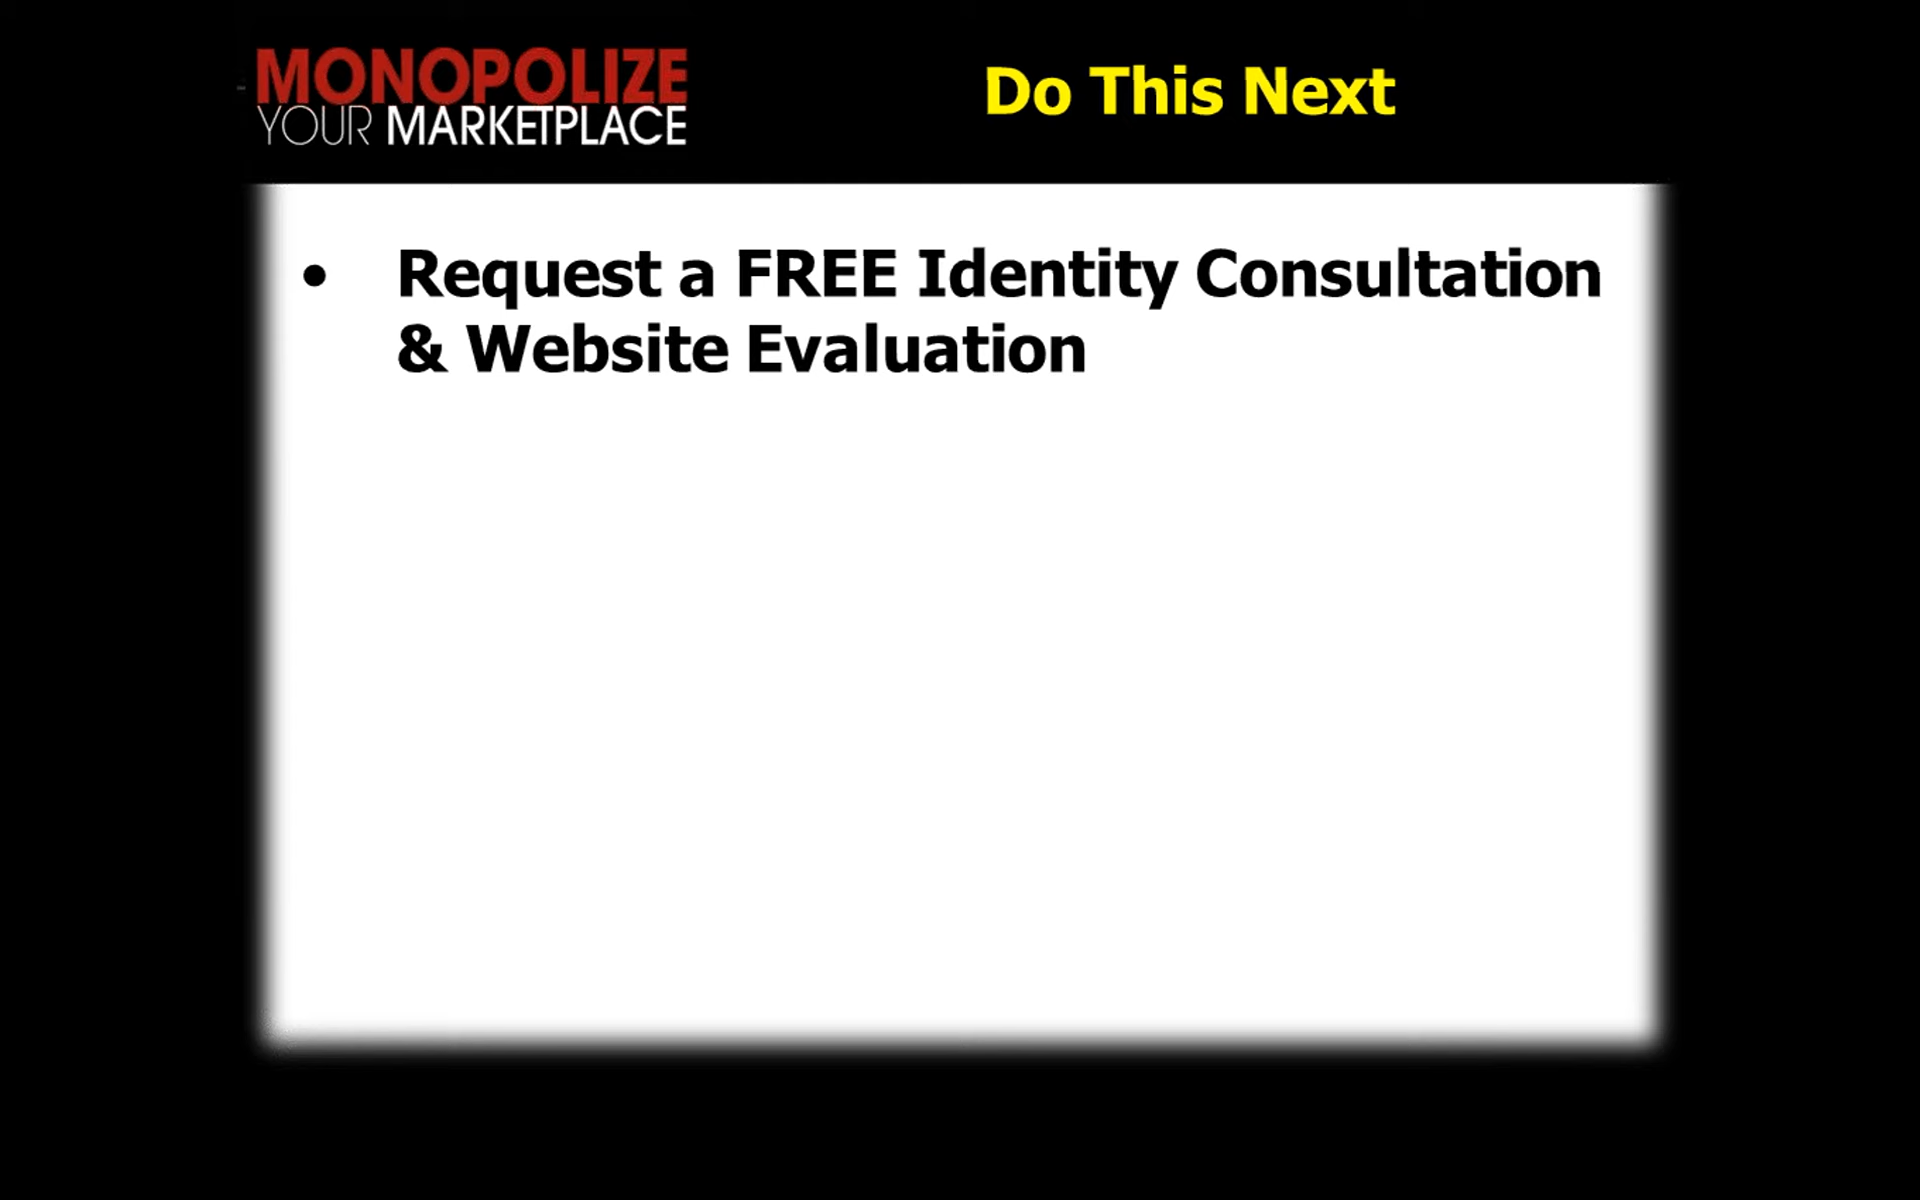 MONOPOLIZE
YOUR MARKETPLACE
Do This Next
• Request a FREE Identity Consultation
& Website Evaluation